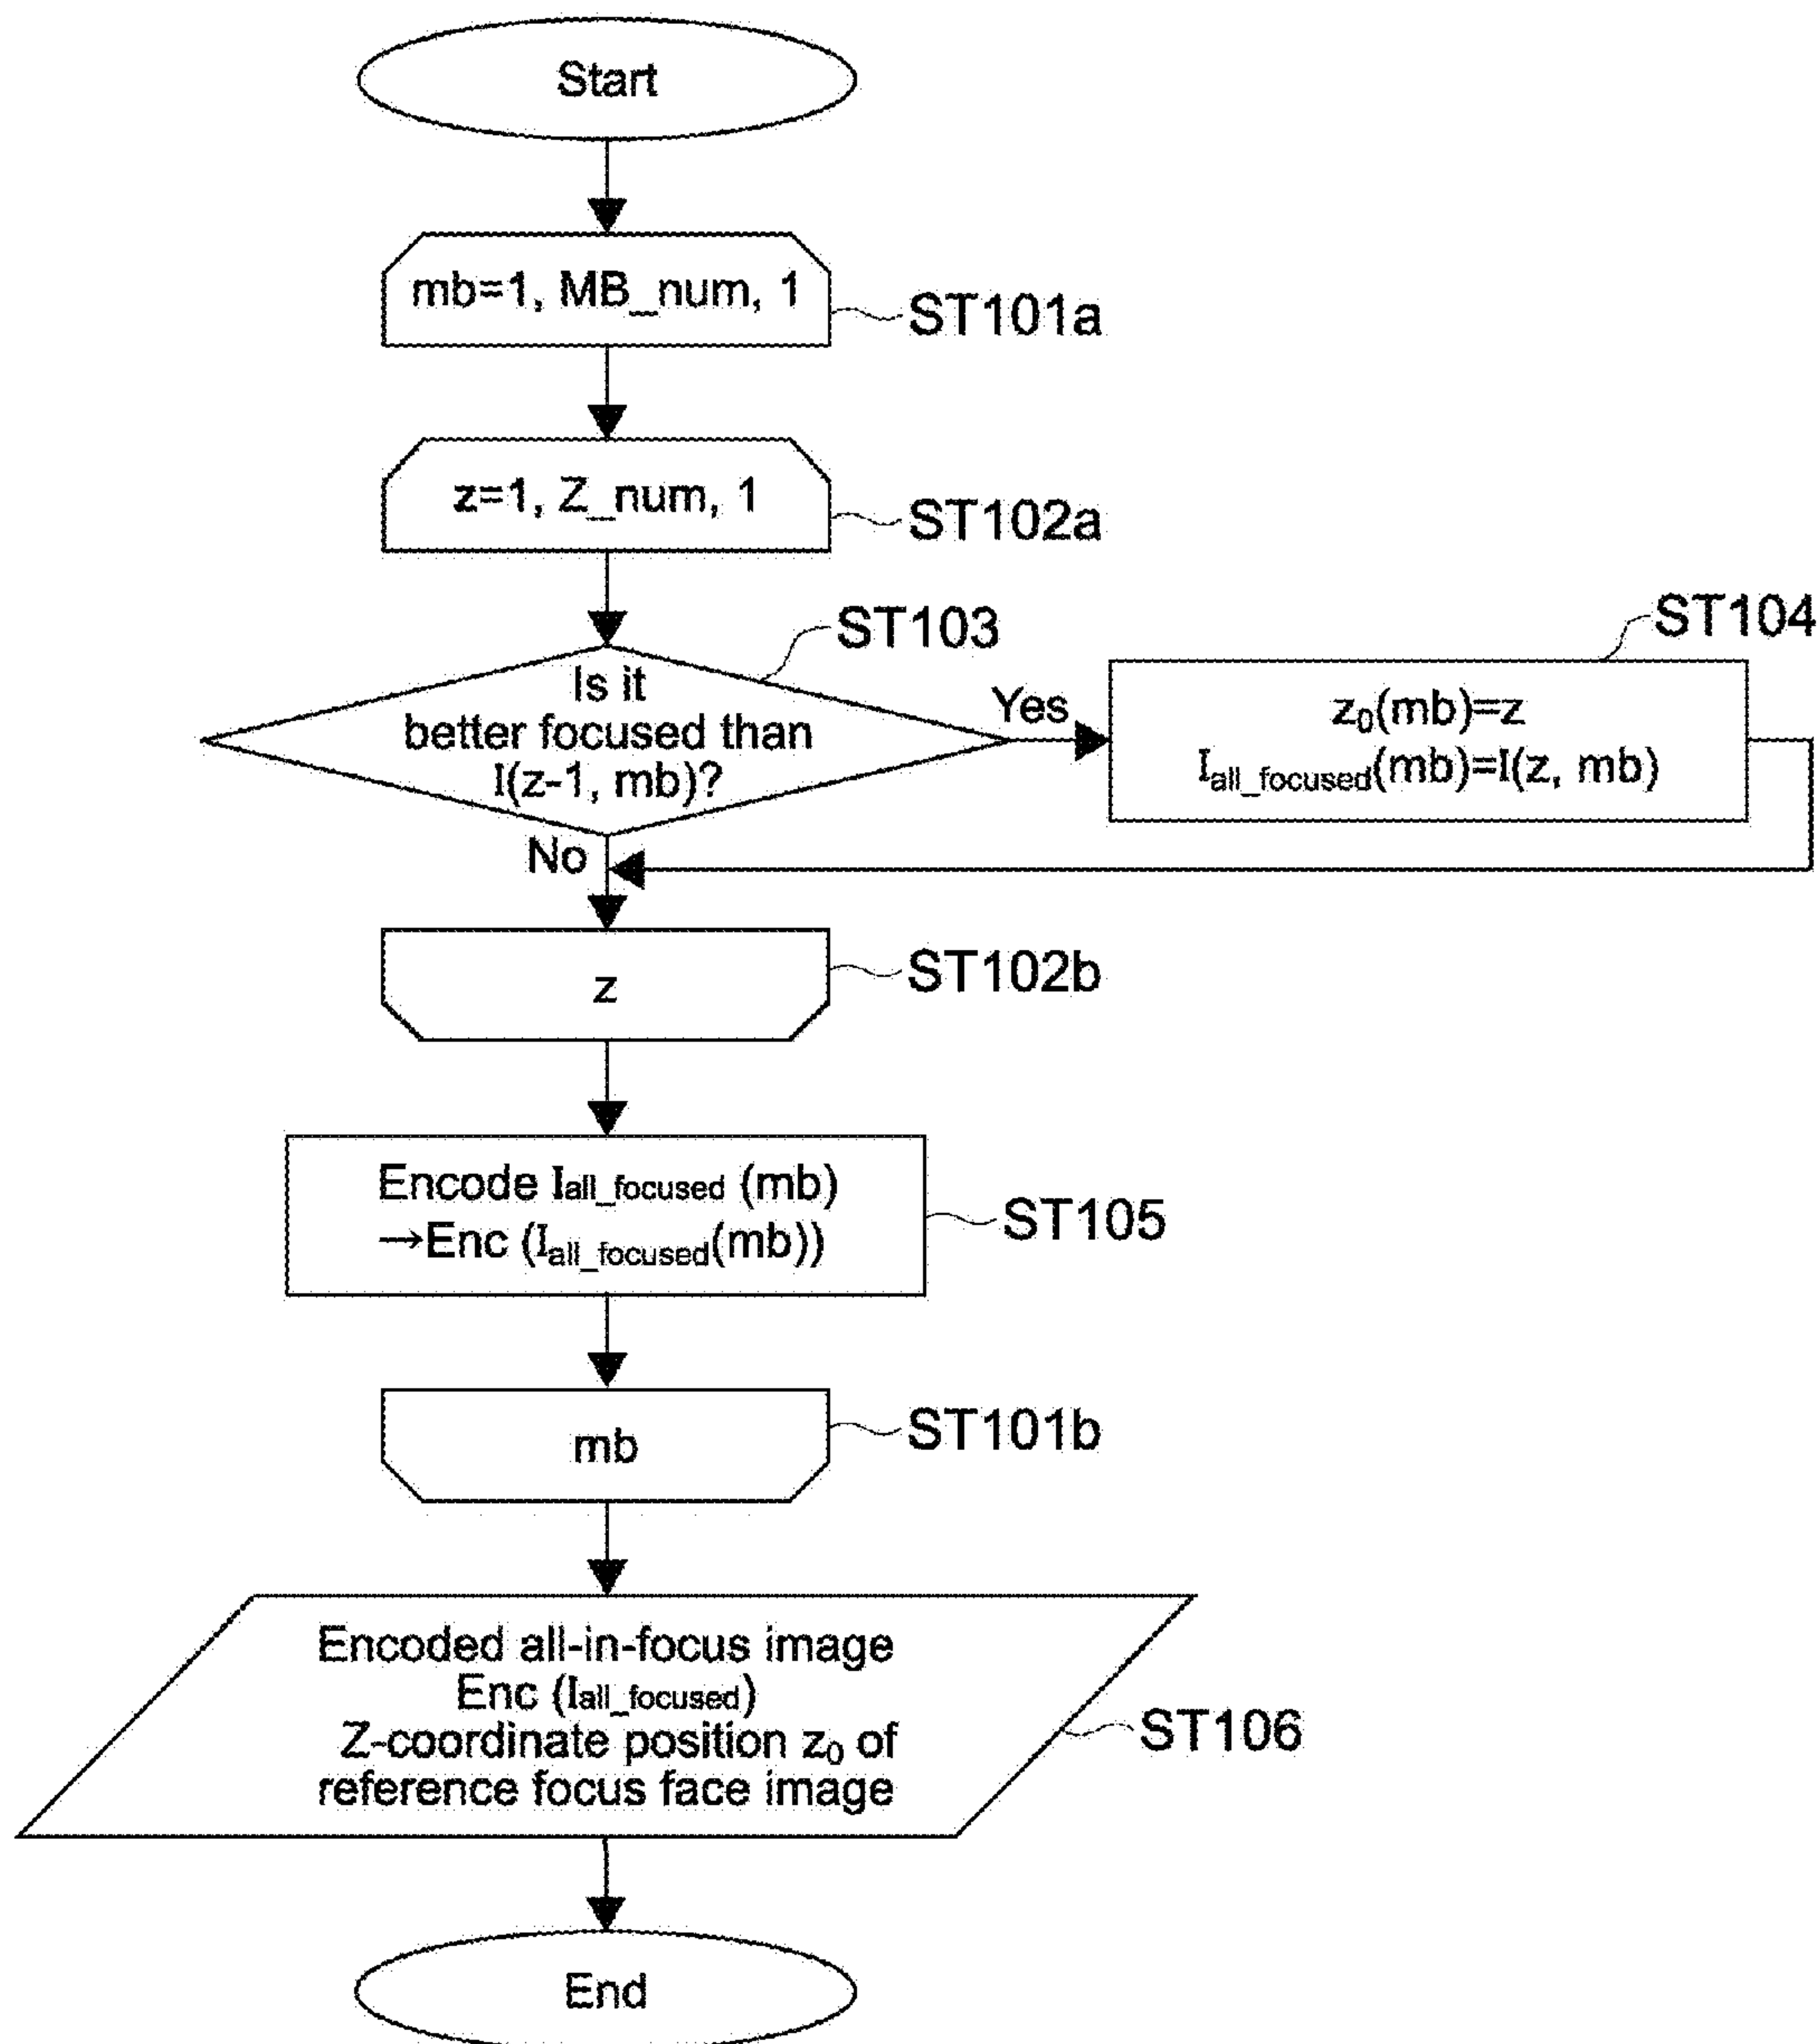 Start
mb=1, MB_num, 1
ST101a
z=1, Z_num, 1
ST102a
ST103
ST104
Is it
better focused than
I(z-1, mb)?
Yes
z₀(mb)=z
Iall_focused(mb)=I(z, mb)
No
z
ST102b
Encode Iall_focused (mb)
→Enc (Iall_focused(mb))
ST105
mb
ST101b
Encoded all-in-focus image
Enc (Iall_focused)
Z-coordinate position z₀ of
reference focus face image
ST106
End